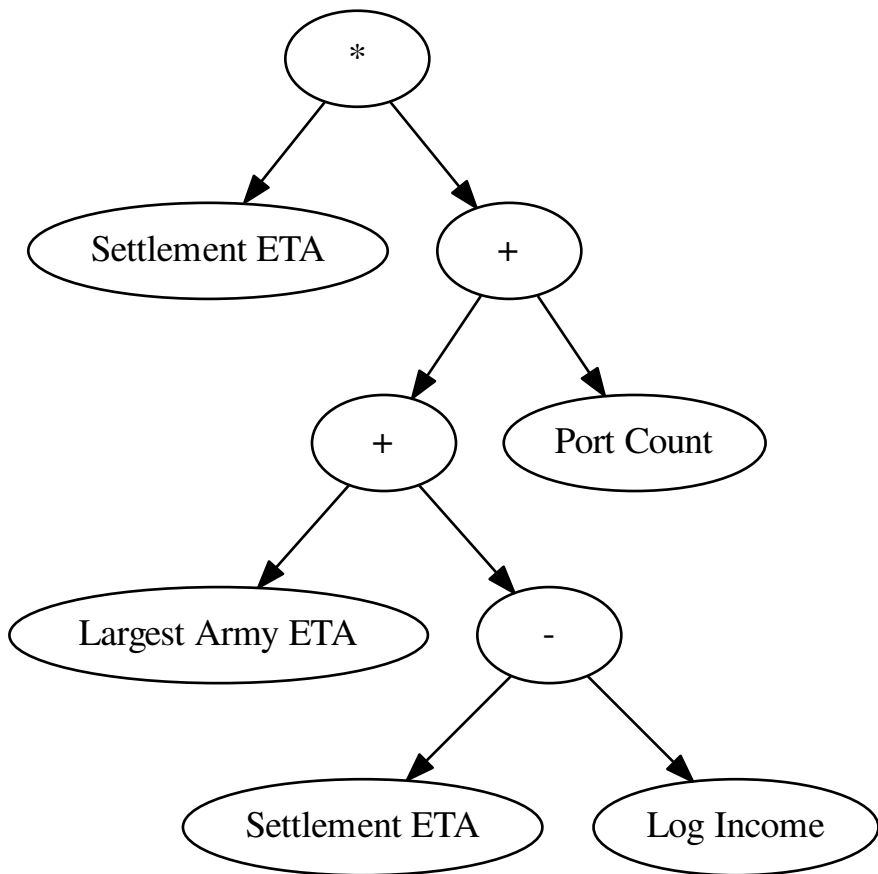 *
Settlement ETA
+
+
Port Count
Largest Army ETA
-
Settlement ETA
Log Income